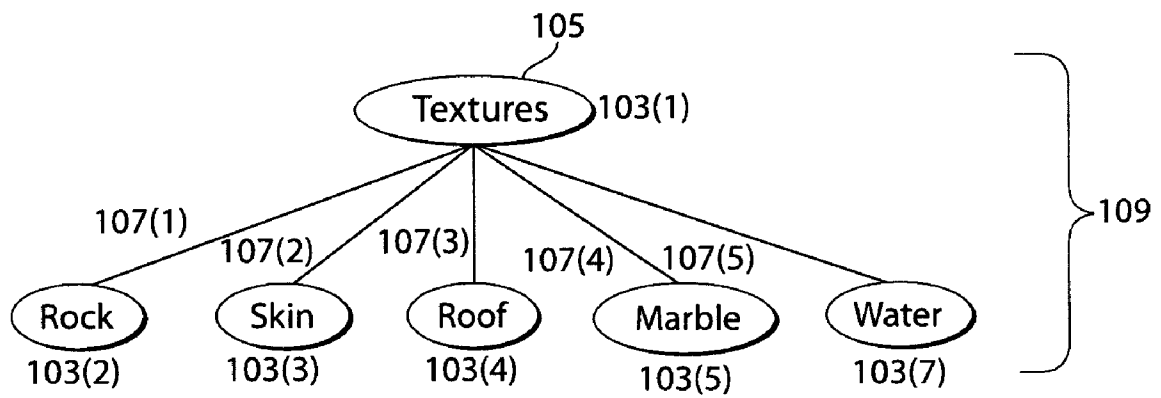 105
Textures 103(1)
107(1) 107(2) 107(3) 107(4) 107(5)
109
Rock Skin Roof Marble Water
103(2) 103(3) 103(4) 103(5) 103(7)